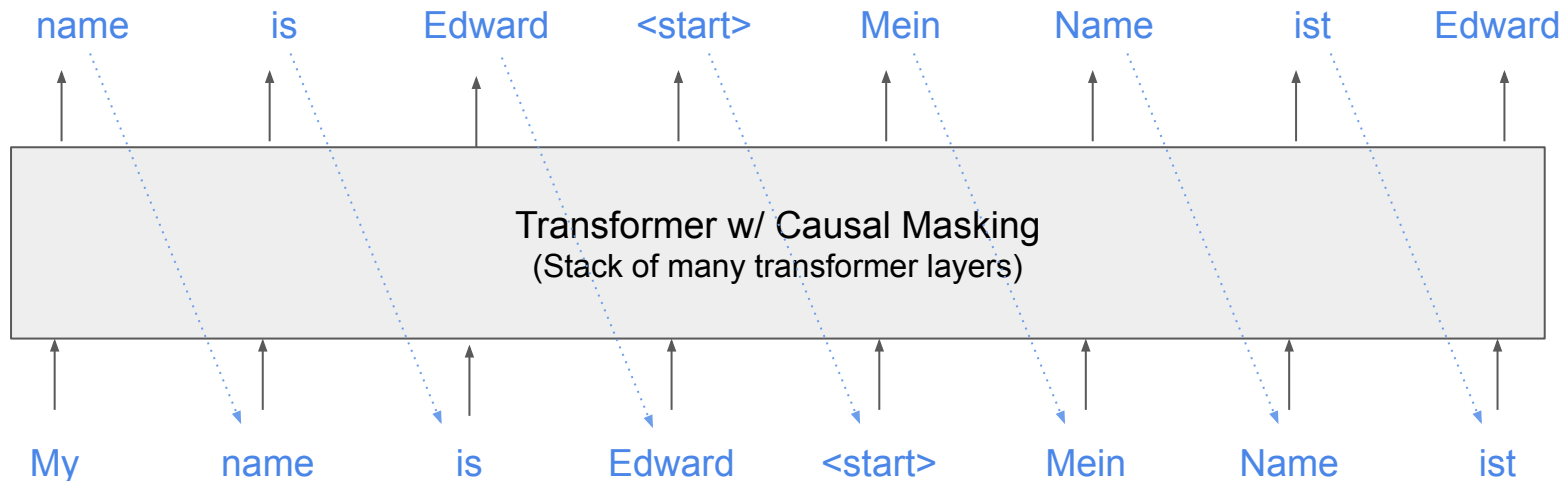 name is Edward <start> Mein Name ist Edward
Transformer w/ Causal Masking
(Stack of many transformer layers)
My name is Edward <start> Mein Name ist